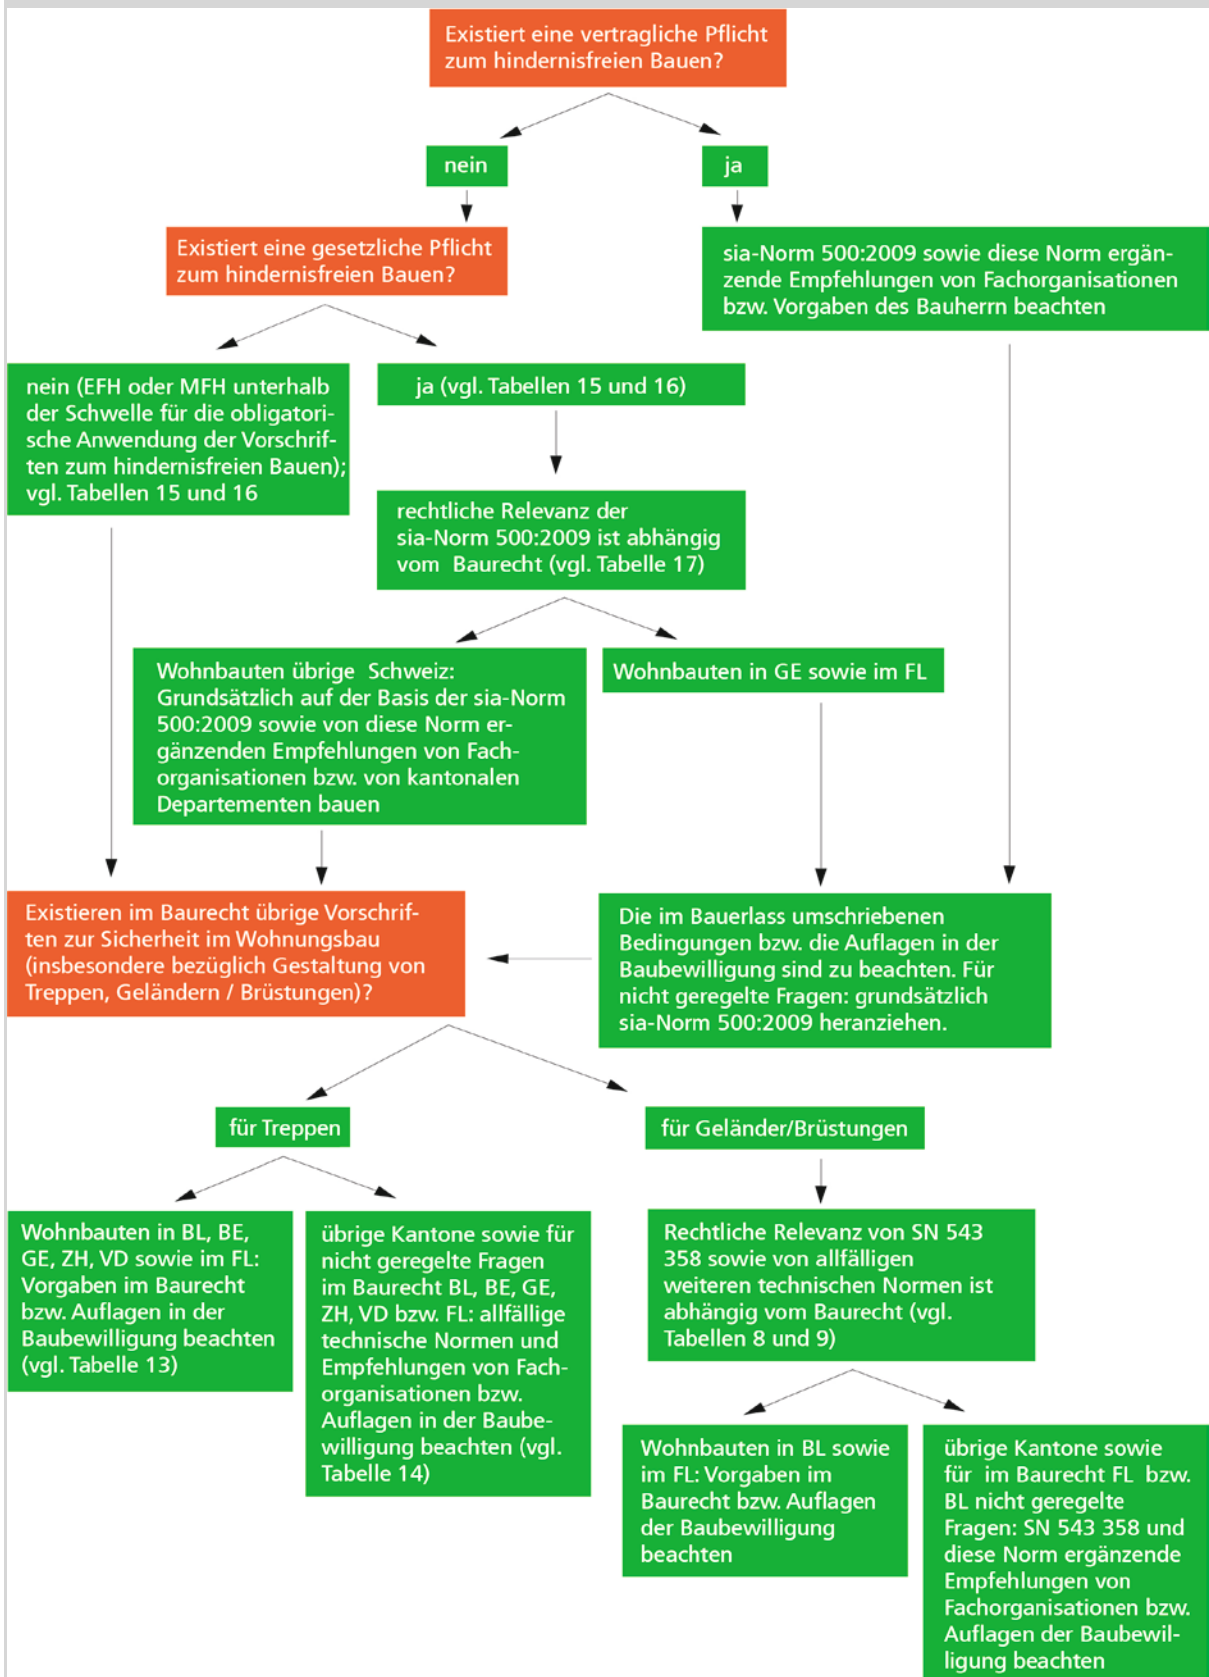 Existiert eine vertragliche Pflicht
zum hindernisfreien Bauen?
nein
ja
Existiert eine gesetzliche Pflicht
zum hindernisfreien Bauen?
sia-Norm 500:2009 sowie diese Norm ergän-
zende Empfehlungen von Fachorganisationen
bzw. Vorgaben des Bauherrn beachten
nein (EFH oder MFH unterhalb
der Schwelle für die obligatori-
sche Anwendung der Vorschrif-
ten zum hindernisfreien Bauen);
vgl. Tabellen 15 und 16
ja (vgl. Tabellen 15 und 16)
rechtliche Relevanz der
sia-Norm 500:2009 ist abhängig
vom Baurecht (vgl. Tabelle 17)
Wohnbauten übrige Schweiz:
Grundsätzlich auf der Basis der sia-Norm
500:2009 sowie von diese Norm er-
gänzenden Empfehlungen von Fach-
organisationen bzw. von kantonalen
Departementen bauen
Wohnbauten in GE sowie im FL
Existieren im Baurecht übrige Vorschrif-
ten zur Sicherheit im Wohnungsbau
(insbesondere bezüglich Gestaltung von
Treppen, Geländern / Brüstungen)?
Die im Bauerlass umschriebenen
Bedingungen bzw. die Auflagen in der
Baubewilligung sind zu beachten. Für
nicht geregelte Fragen: grundsätzlich
sia-Norm 500:2009 heranziehen.
für Treppen
für Geländer/Brüstungen
Wohnbauten in BL, BE,
GE, ZH, VD sowie im FL:
Vorgaben im Baurecht
bzw. Auflagen in der
Baubewilligung beachten
(vgl. Tabelle 13)
übrige Kantone sowie für
nicht geregelte Fragen
im Baurecht BL, BE, GE,
ZH, VD bzw. FL: allfällige
technische Normen und
Empfehlungen von Fach-
organisationen bzw.
Auflagen in der Baube-
willigung beachten (vgl.
Tabelle 14)
Rechtliche Relevanz von SN 543
358 sowie von allfälligen
weiteren technischen Normen ist
abhängig vom Baurecht (vgl.
Tabellen 8 und 9)
Wohnbauten in BL sowie
im FL: Vorgaben im
Baurecht bzw. Auflagen
der Baubewilligung
beachten
übrige Kantone sowie
für im Baurecht FL bzw.
BL nicht geregelte
Fragen: SN 543 358 und
diese Norm ergänzende
Empfehlungen von
Fachorganisationen bzw.
Auflagen der Baubewil-
ligung beachten